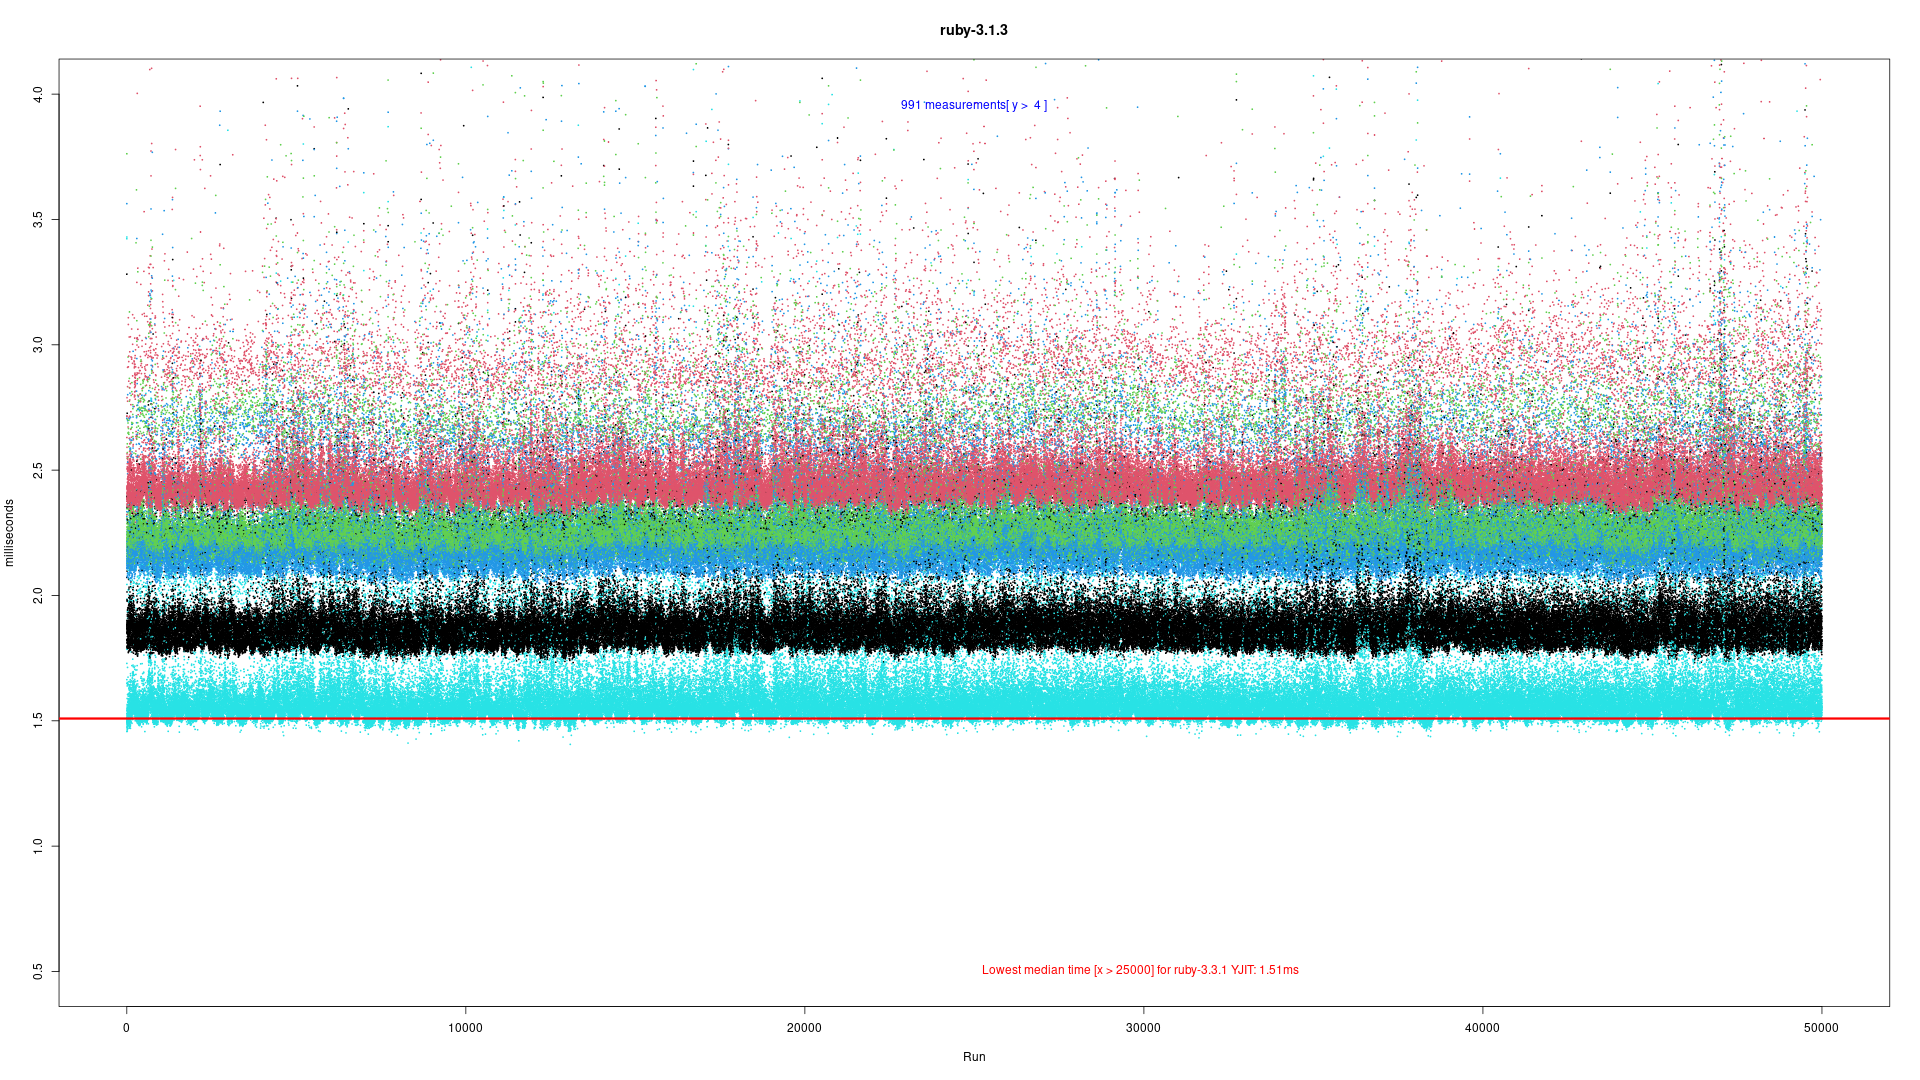 ruby-3.1.3
991 measurements[ y > 4 ]
4.0
3.5
3.0
2.5
2.0
1.5
1.0
0.5
milliseconds
Lowest median time [x > 25000] for ruby-3.3.1 YJIT: 1.51ms
0 10000 20000 30000 40000 50000
Run